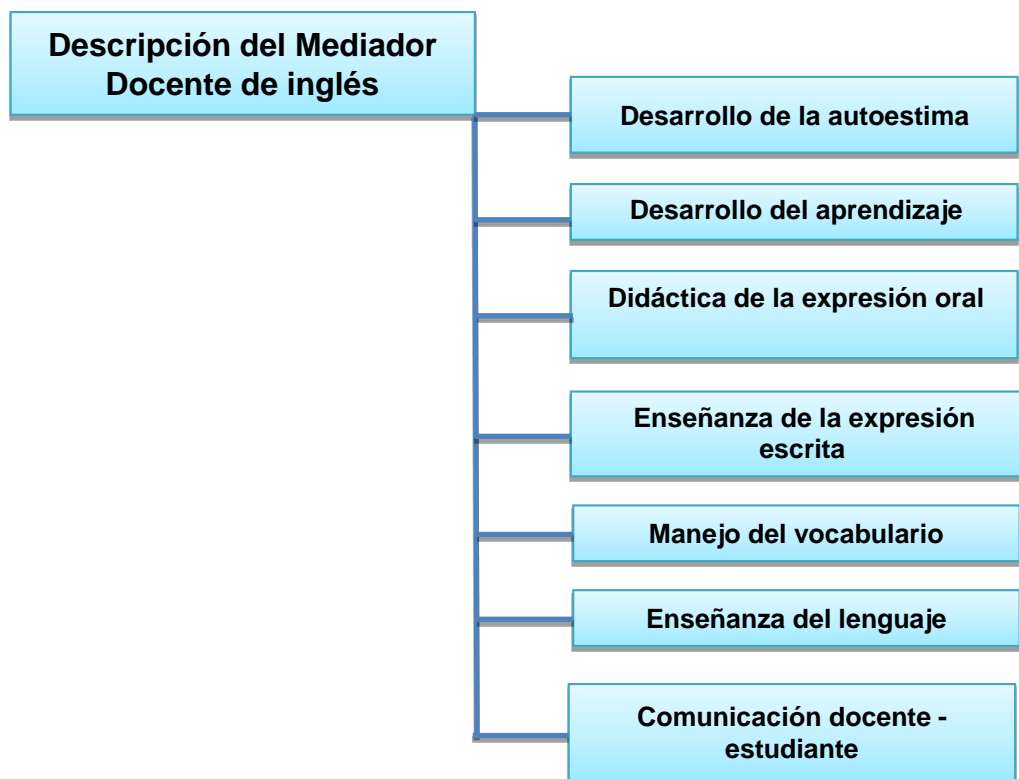 Descripción del Mediador
Docente de inglés
Desarrollo de la autoestima
Desarrollo del aprendizaje
Didáctica de la expresión oral
Enseñanza de la expresión
escrita
Manejo del vocabulario
Enseñanza del lenguaje
Comunicación docente -
estudiante